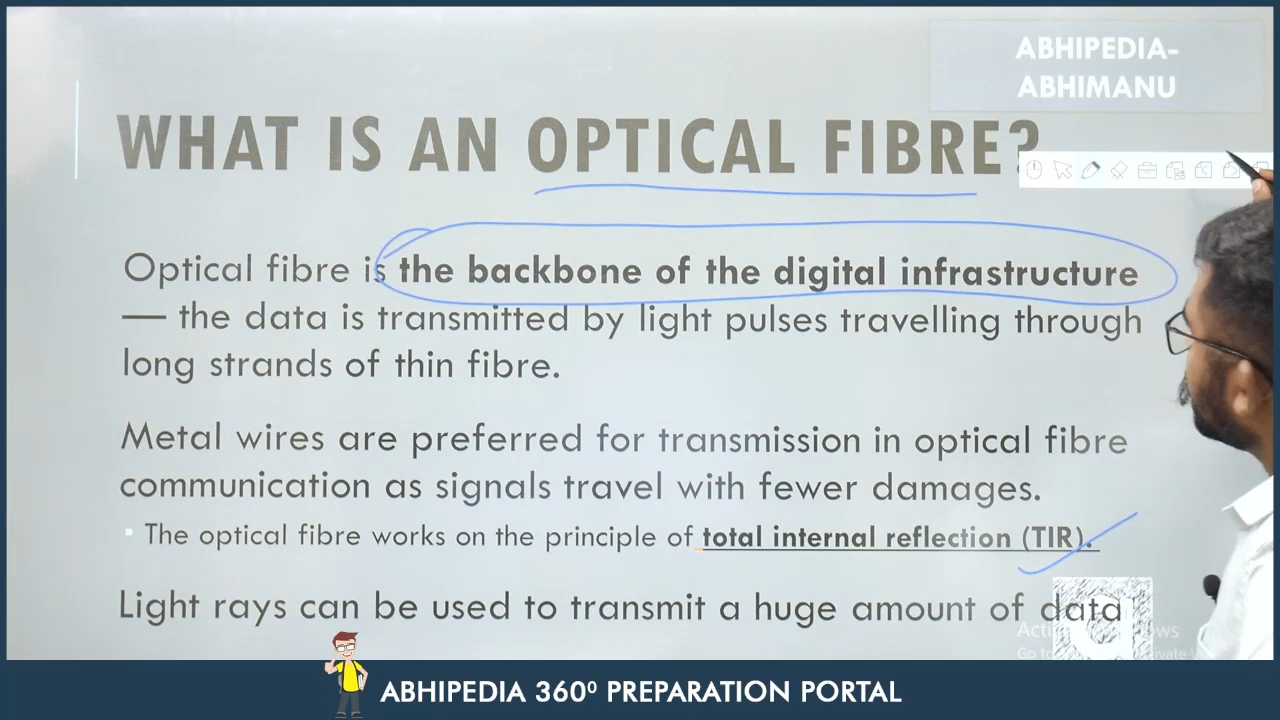 ABHIPEDIA-
ABHIMANU
WHAT IS AN OPTICAL FIBRE?
Optical fibre is the backbone of the digital infrastructure
— the data is transmitted by light pulses travelling through
long strands of thin fibre.
Metal wires are preferred for transmission in optical fibre
communication as signals travel with fewer damages.
The optical fibre works on the principle of total internal reflection (TIR).
Light rays can be used to transmit a huge amount of data
ABHIPEDIA 360⁰ PREPARATION PORTAL